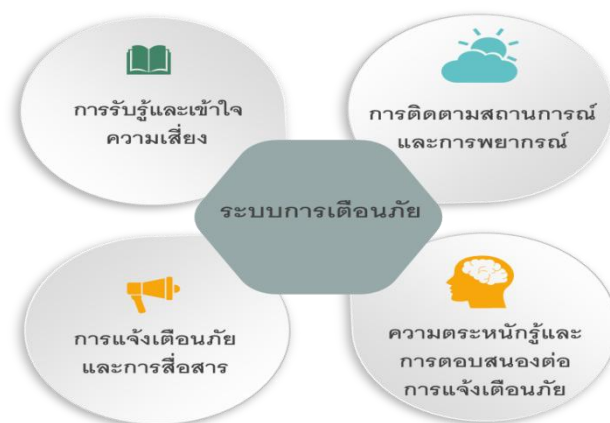 การรับรู้และเข้าใจ
ความเสี่ยง
การติดตามสถานการณ์
และการพยากรณ์
ระบบการเตือนภัย
การแจ้งเตือนภัย
และการสื่อสาร
ความตระหนักรู้และ
การตอบสนองต่อ
การแจ้งเตือนภัย